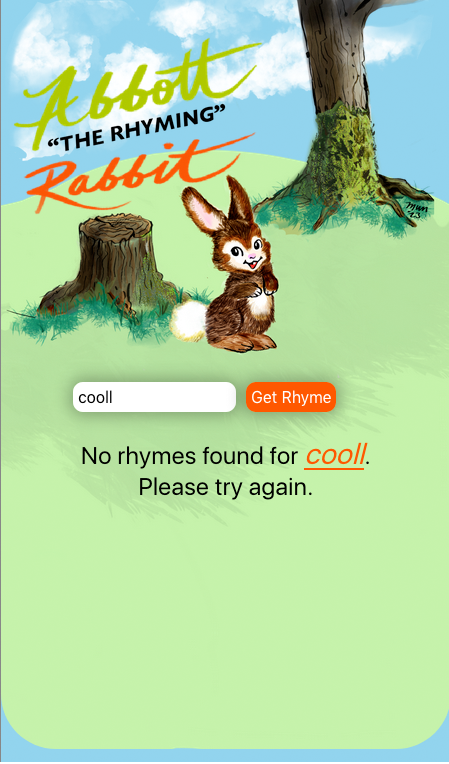 Abbott
“THE RHYMING”
Rabbit
cooll Get Rhyme
No rhymes found for cooll.
Please try again.